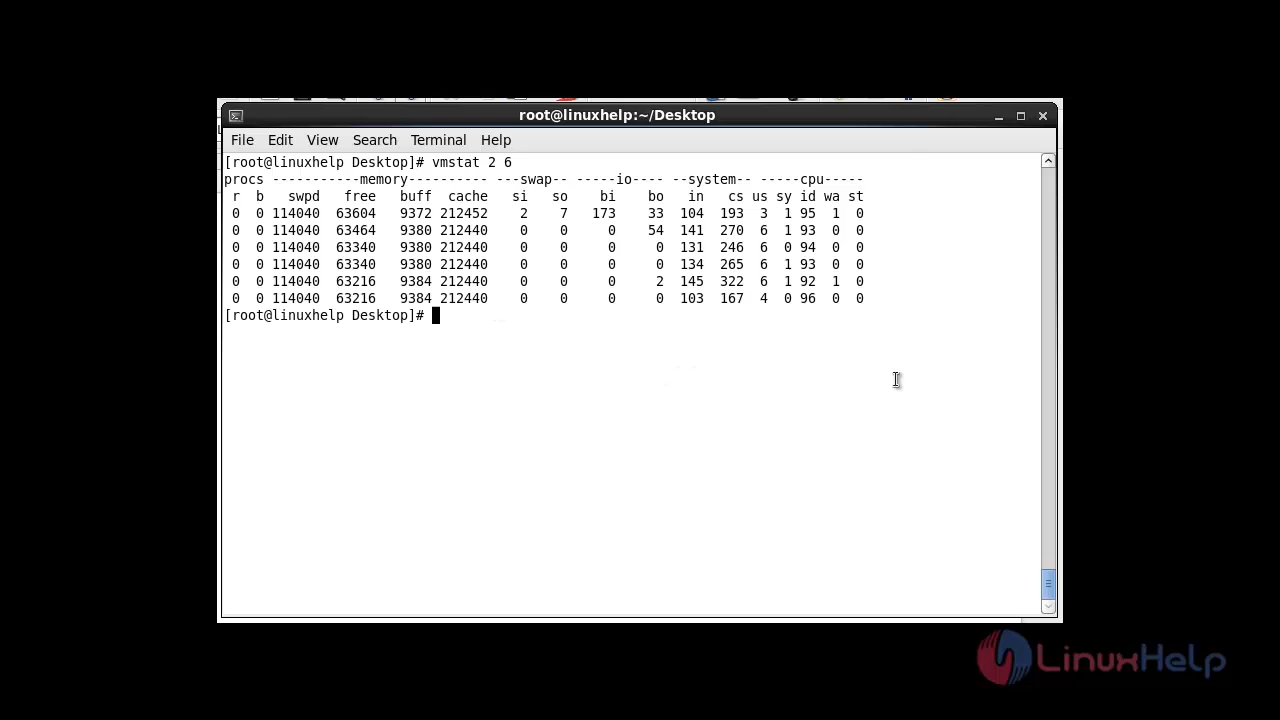 root@linuxhelp:~/Desktop
File Edit View Search Terminal Help
[root@linuxhelp Desktop]# vmstat 2 6
procs -----------memory---------- ---swap-- -----io---- --system-- -----cpu-----
 r  b   swpd   free   buff  cache   si   so    bi    bo   in   cs us sy id wa st
 0  0 114040  63604   9372 212452    2    7   173    33  104  193  3  1 95  1  0
 0  0 114040  63464   9380 212440    0    0     0    54  141  270  6  1 93  0  0
 0  0 114040  63340   9380 212440    0    0     0     0  131  246  6  0 94  0  0
 0  0 114040  63340   9380 212440    0    0     0     0  134  265  6  1 93  0  0
 0  0 114040  63216   9384 212440    0    0     0     2  145  322  6  1 92  1  0
 0  0 114040  63216   9384 212440    0    0     0     0  103  167  4  0 96  0  0
[root@linuxhelp Desktop]#
LinuxHelp